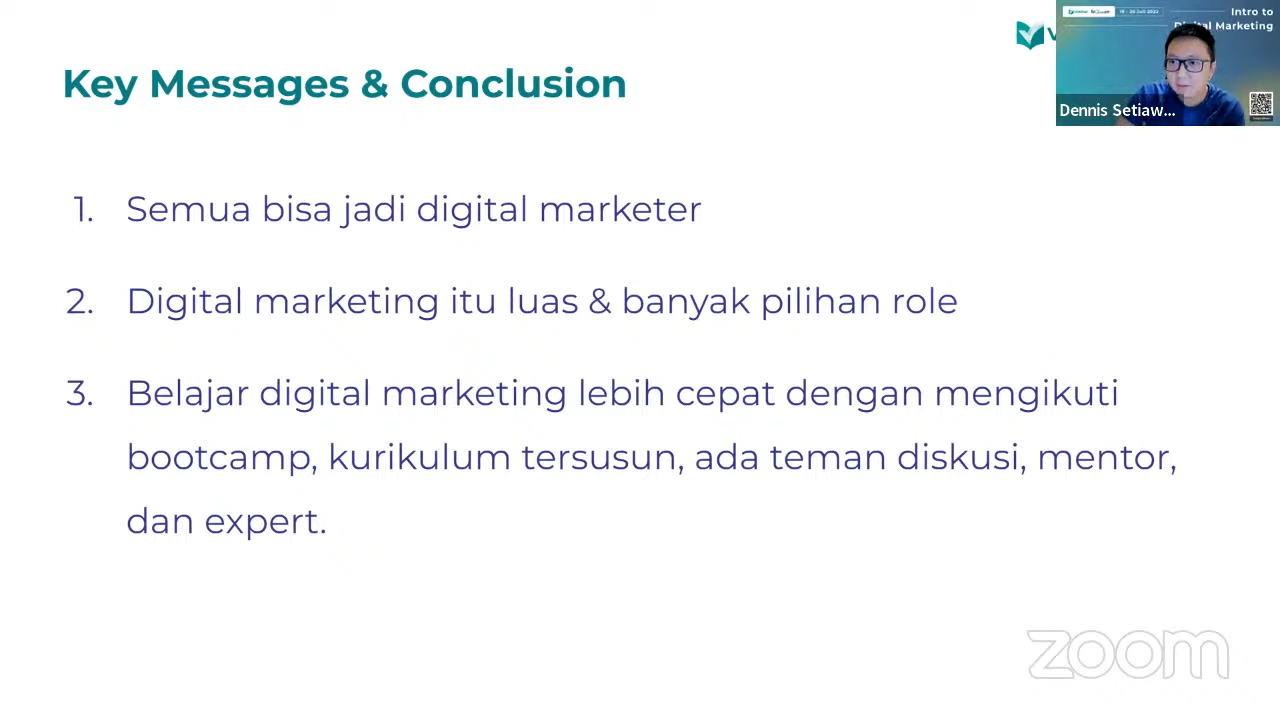 Key Messages & Conclusion
Intro to
Digital Marketing
Dennis Setiaw...
1. Semua bisa jadi digital marketer
2. Digital marketing itu luas & banyak pilihan role
3. Belajar digital marketing lebih cepat dengan mengikuti
bootcamp, kurikulum tersusun, ada teman diskusi, mentor,
dan expert.
zoom